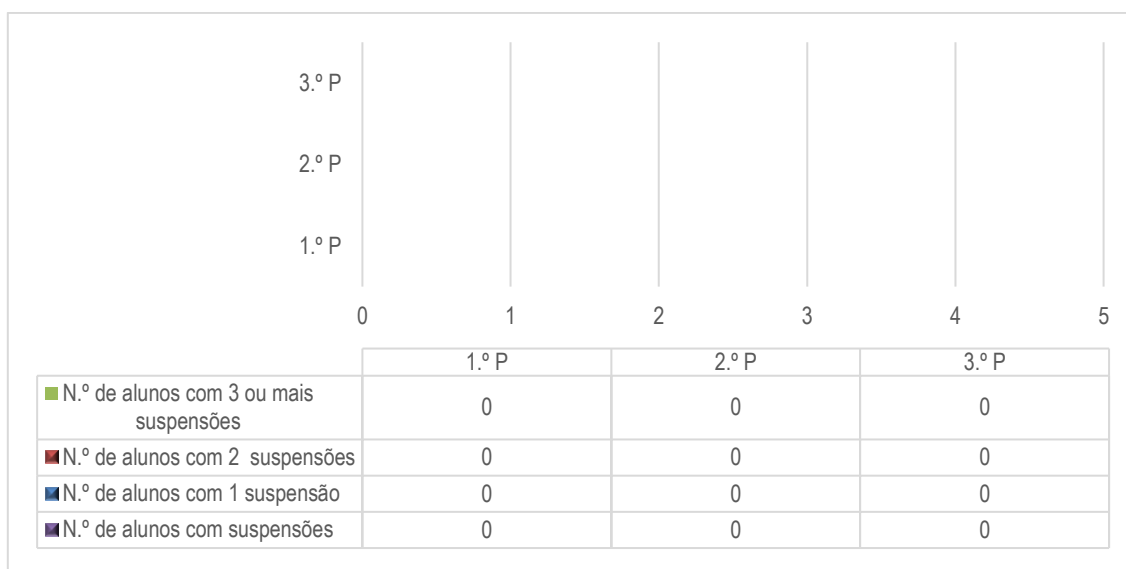 3.º P
2.º P
1.º P
0 1 2 3 4 5
1.º P 2.º P 3.º P
N.º de alunos com 3 ou mais
suspensões 0 0 0
N.º de alunos com 2 suspensões 0 0 0
N.º de alunos com 1 suspensão 0 0 0
N.º de alunos com suspensões 0 0 0